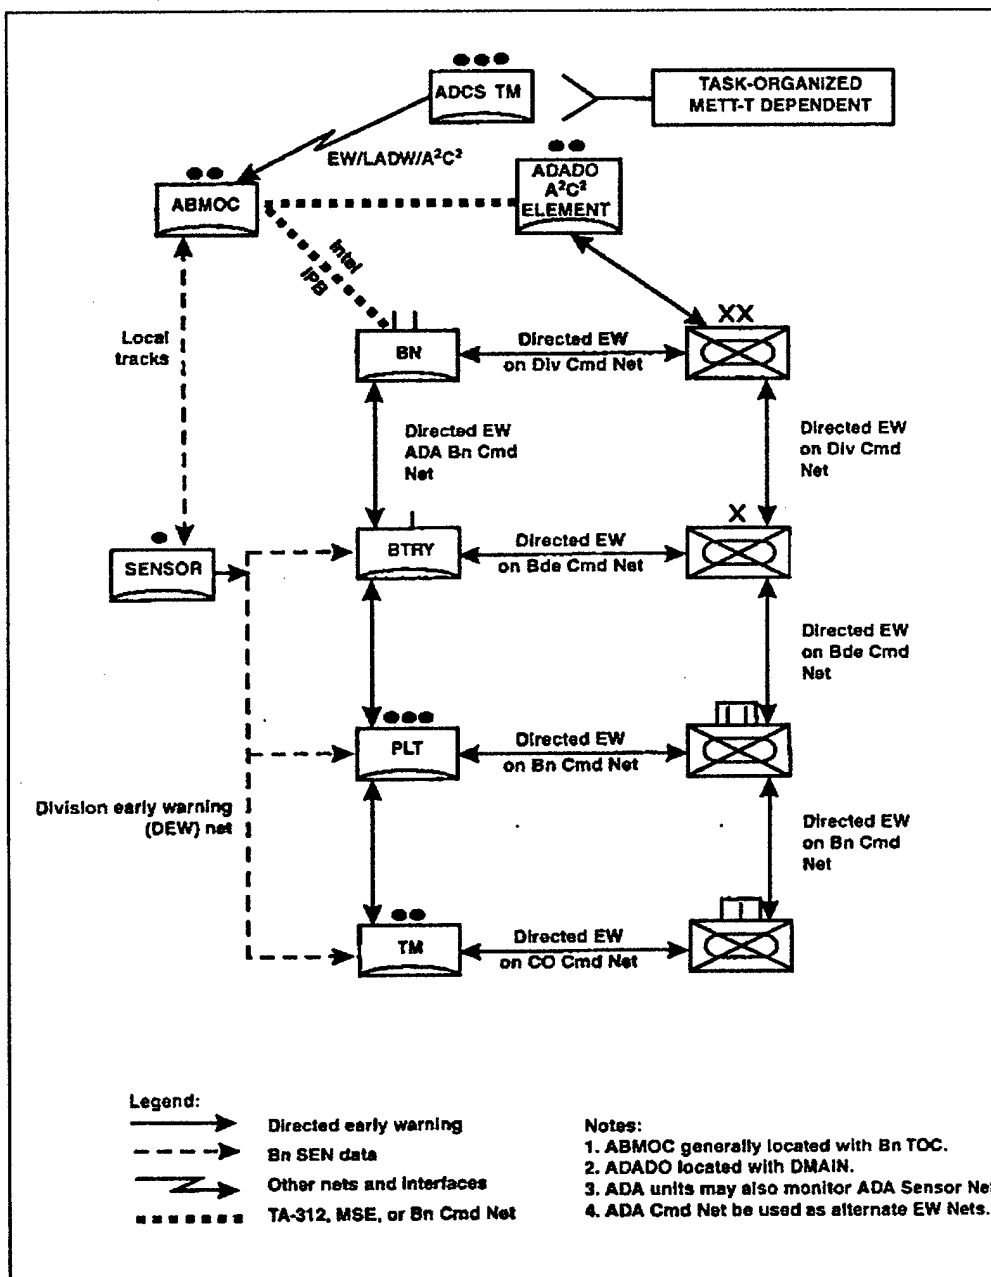 ADCS TM
TASK-ORGANIZED
METT-T DEPENDENT
EW/LADW/A²C²
ABMOC
ADADO
A²C²
ELEMENT
Intel
IPB
XX
Local
tracks
BN
Directed EW
on Div Cmd Net
Directed EW
ADA Bn Cmd
Net
Directed EW
on Div Cmd
Net
X
SENSOR
BTRY
Directed EW
on Bde Cmd Net
Directed EW
on Bde Cmd
Net
PLT
Directed EW
on Bn Cmd Net
Division early warning
(DEW) net
Directed EW
on Bn Cmd
Net
TM
Directed EW
on CO Cmd Net
Legend:
Directed early warning
Bn SEN data
Other nets and interfaces
TA-312, MSE, or Bn Cmd Net
Notes:
1. ABMOC generally located with Bn TOC.
2. ADADO located with DMAIN.
3. ADA units may also monitor ADA Sensor Net
4. ADA Cmd Net be used as alternate EW Nets.